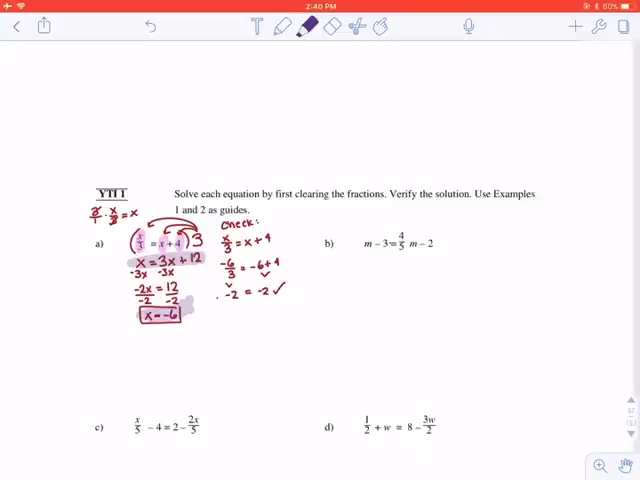 2:40 PM
50%
YTI 1
Solve each equation by first clearing the fractions. Verify the solution. Use Examples
1 and 2 as guides.
3/1 · x/3 = x
a)
(x/3 = x + 4) 3
x = 3x + 12
-3x -3x
-2x/-2 = 12/-2
x = -6
Check:
x/3 = x + 4
-6/3 = -6 + 4
-2 = -2 ✓
b) m − 3 = 4/5 m − 2
c) x/5 − 4 = 2 − 2x/5
d) 1/2 + w = 8 − 3w/2